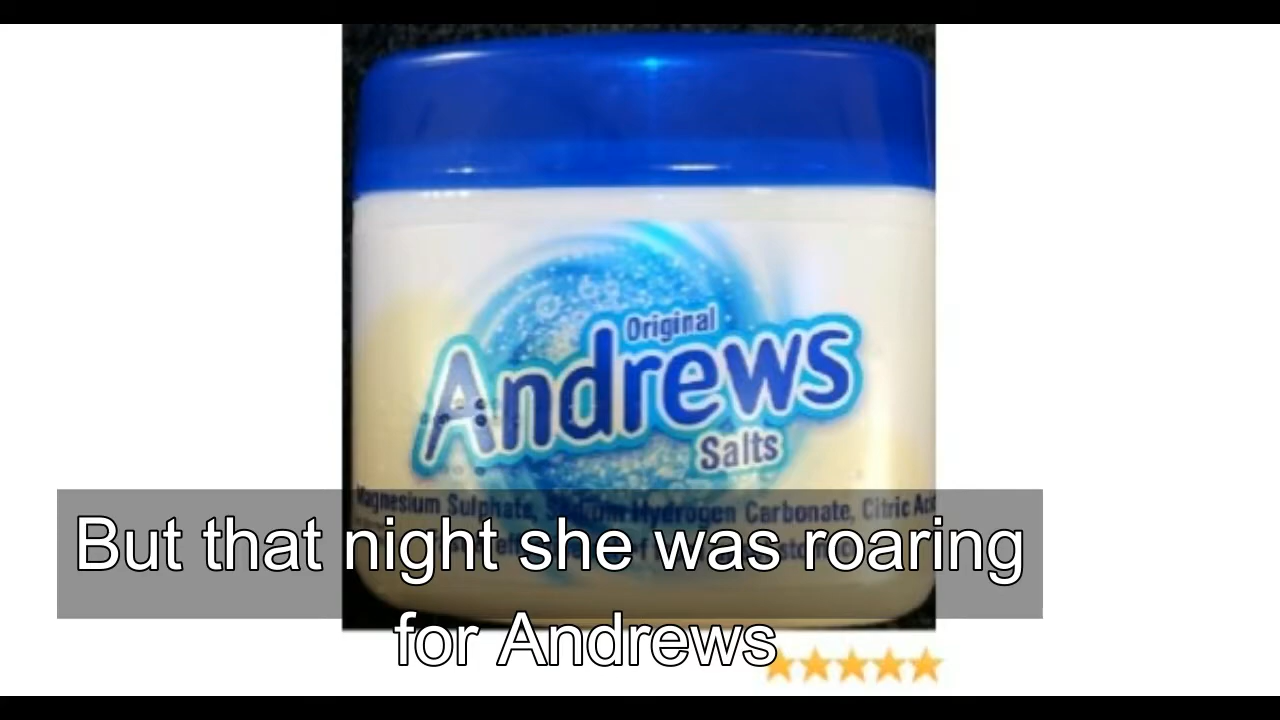 Original
Andrews
Salts
Magnesium Sulphate, Sodium Hydrogen Carbonate, Citric Acid
But that night she was roaring
for Andrews